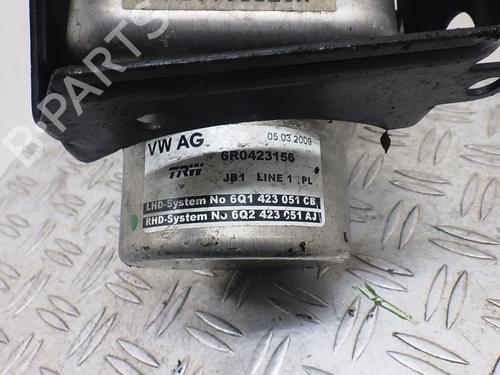 B-PARTS
VW AG 05.03.2009
6R0423156
TRW
JB1 LINE 1 PL
LHD-System No 6Q1 423 051 CB
RHD-System No 6Q2 423 051 AJ